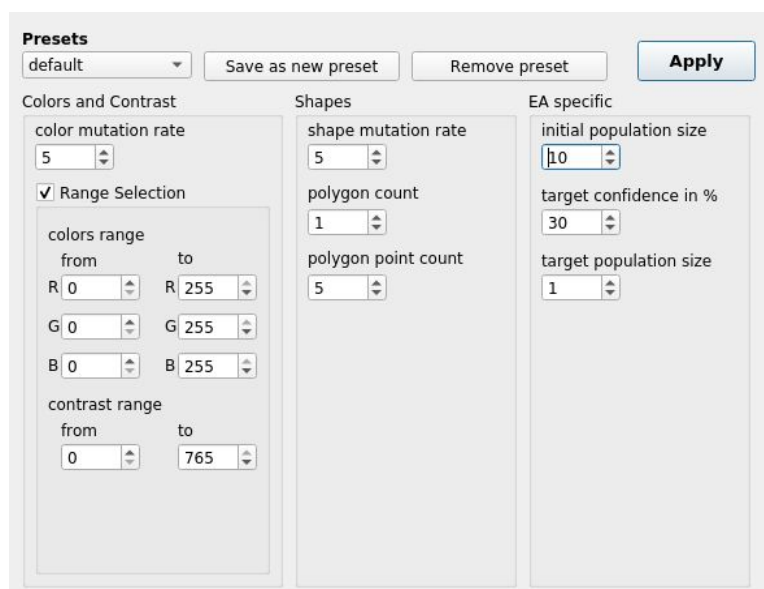 Presets
default
Save as new preset
Remove preset
Apply
Colors and Contrast
color mutation rate
5
Range Selection
colors range
from to
R 0 R 255
G 0 G 255
B 0 B 255
contrast range
from to
0 765
Shapes
shape mutation rate
5
polygon count
1
polygon point count
5
EA specific
initial population size
10
target confidence in %
30
target population size
1